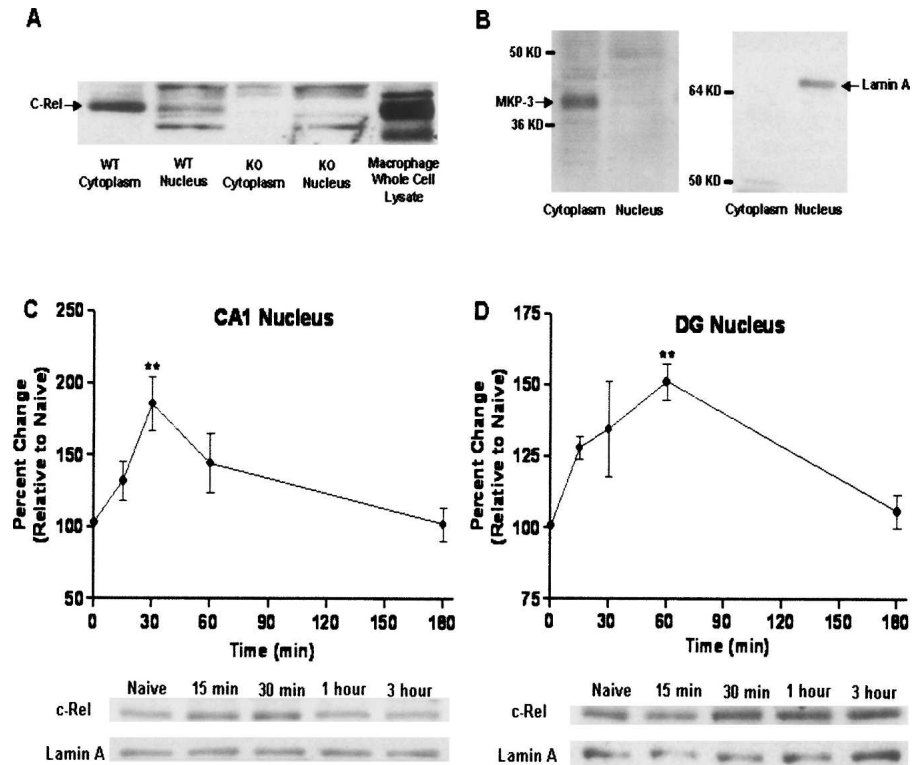 A
C-Rel
WT Cytoplasm
WT Nucleus
KO Cytoplasm
KO Nucleus
Macrophage Whole Cell Lysate
B
50 KD
MKP-3
36 KD
Cytoplasm Nucleus
64 KD
Lamin A
50 KD
Cytoplasm Nucleus
C
CA1 Nucleus
Percent Change
(Relative to Naive)
250
200
150
100
50
**
0 30 60 90 120 150 180
Time (min)
Naive 15 min 30 min 1 hour 3 hour
c-Rel
Lamin A
D
DG Nucleus
Percent Change
(Relative to Naive)
175
150
125
100
75
**
0 30 60 90 120 150 180
Time (min)
Naive 15 min 30 min 1 hour 3 hour
c-Rel
Lamin A